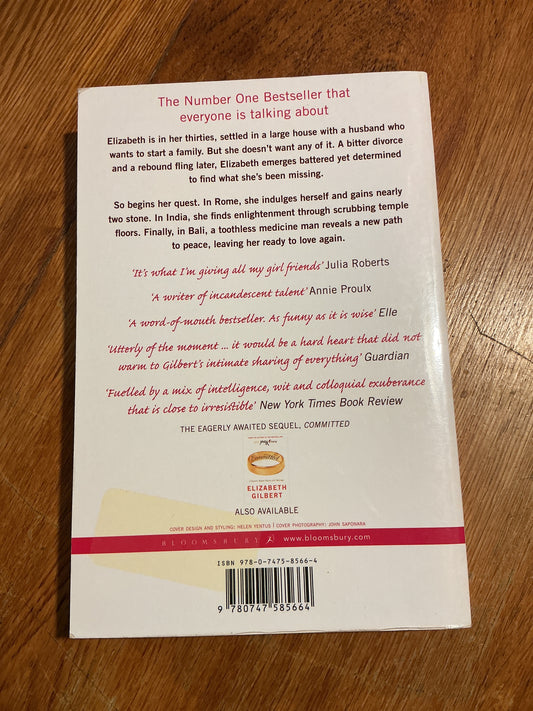 The Number One Bestseller that
everyone is talking about
Elizabeth is in her thirties, settled in a large house with a husband who
wants to start a family. But she doesn't want any of it. A bitter divorce
and a rebound fling later, Elizabeth emerges battered yet determined
to find what she's been missing.
So begins her quest. In Rome, she indulges herself and gains nearly
two stone. In India, she finds enlightenment through scrubbing temple
floors. Finally, in Bali, a toothless medicine man reveals a new path
to peace, leaving her ready to love again.
'It's what I'm giving all my girl friends' Julia Roberts
'A writer of incandescent talent' Annie Proulx
'A word-of-mouth bestseller. As funny as it is wise' Elle
'Utterly of the moment ... it would be a hard heart that did not
warm to Gilbert's intimate sharing of everything' Guardian
'Fuelled by a mix of intelligence, wit and colloquial exuberance
that is close to irresistible' New York Times Book Review
THE EAGERLY AWAITED SEQUEL, COMMITTED
Committed
ELIZABETH
GILBERT
ALSO AVAILABLE
COVER DESIGN AND STYLING: HELEN YENTUS | COVER PHOTOGRAPHY: JOHN SAPONARA
BLOOMSBURY www.bloomsbury.com
ISBN 978-0-7475-8566-4
9 780747 585664